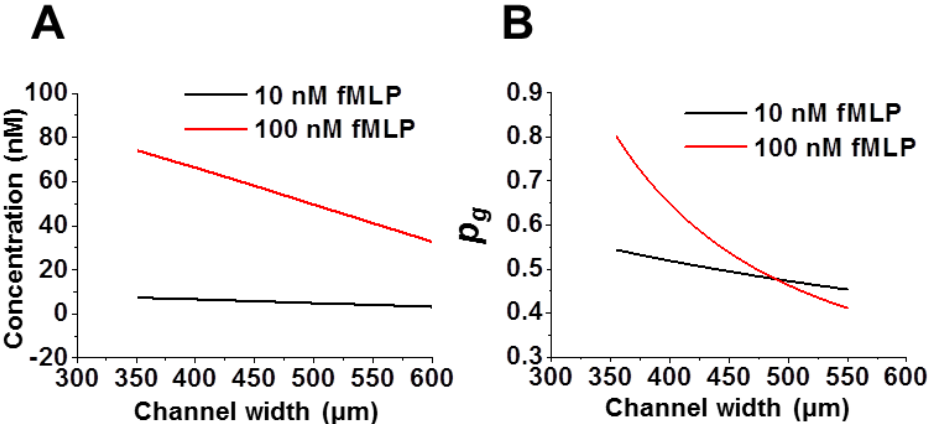 A
Concentration (nM)
100
80
60
40
20
0
-20
300 350 400 450 500 550 600
Channel width (μm)
10 nM fMLP
100 nM fMLP
B
pg
0.9
0.8
0.7
0.6
0.5
0.4
0.3
300 350 400 450 500 550 600
Channel width (μm)
10 nM fMLP
100 nM fMLP